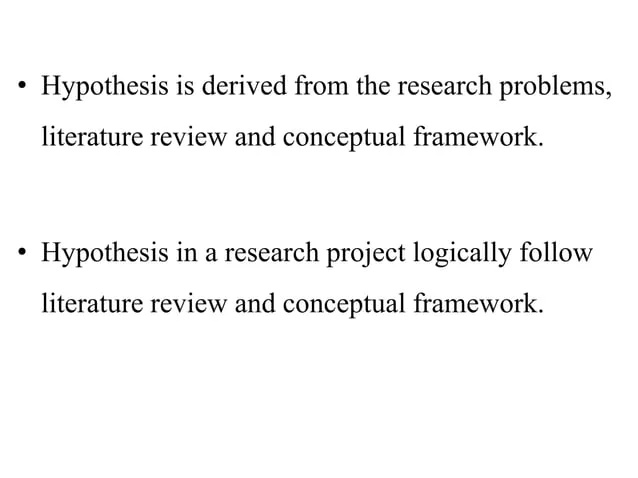 • Hypothesis is derived from the research problems,
literature review and conceptual framework.
• Hypothesis in a research project logically follow
literature review and conceptual framework.